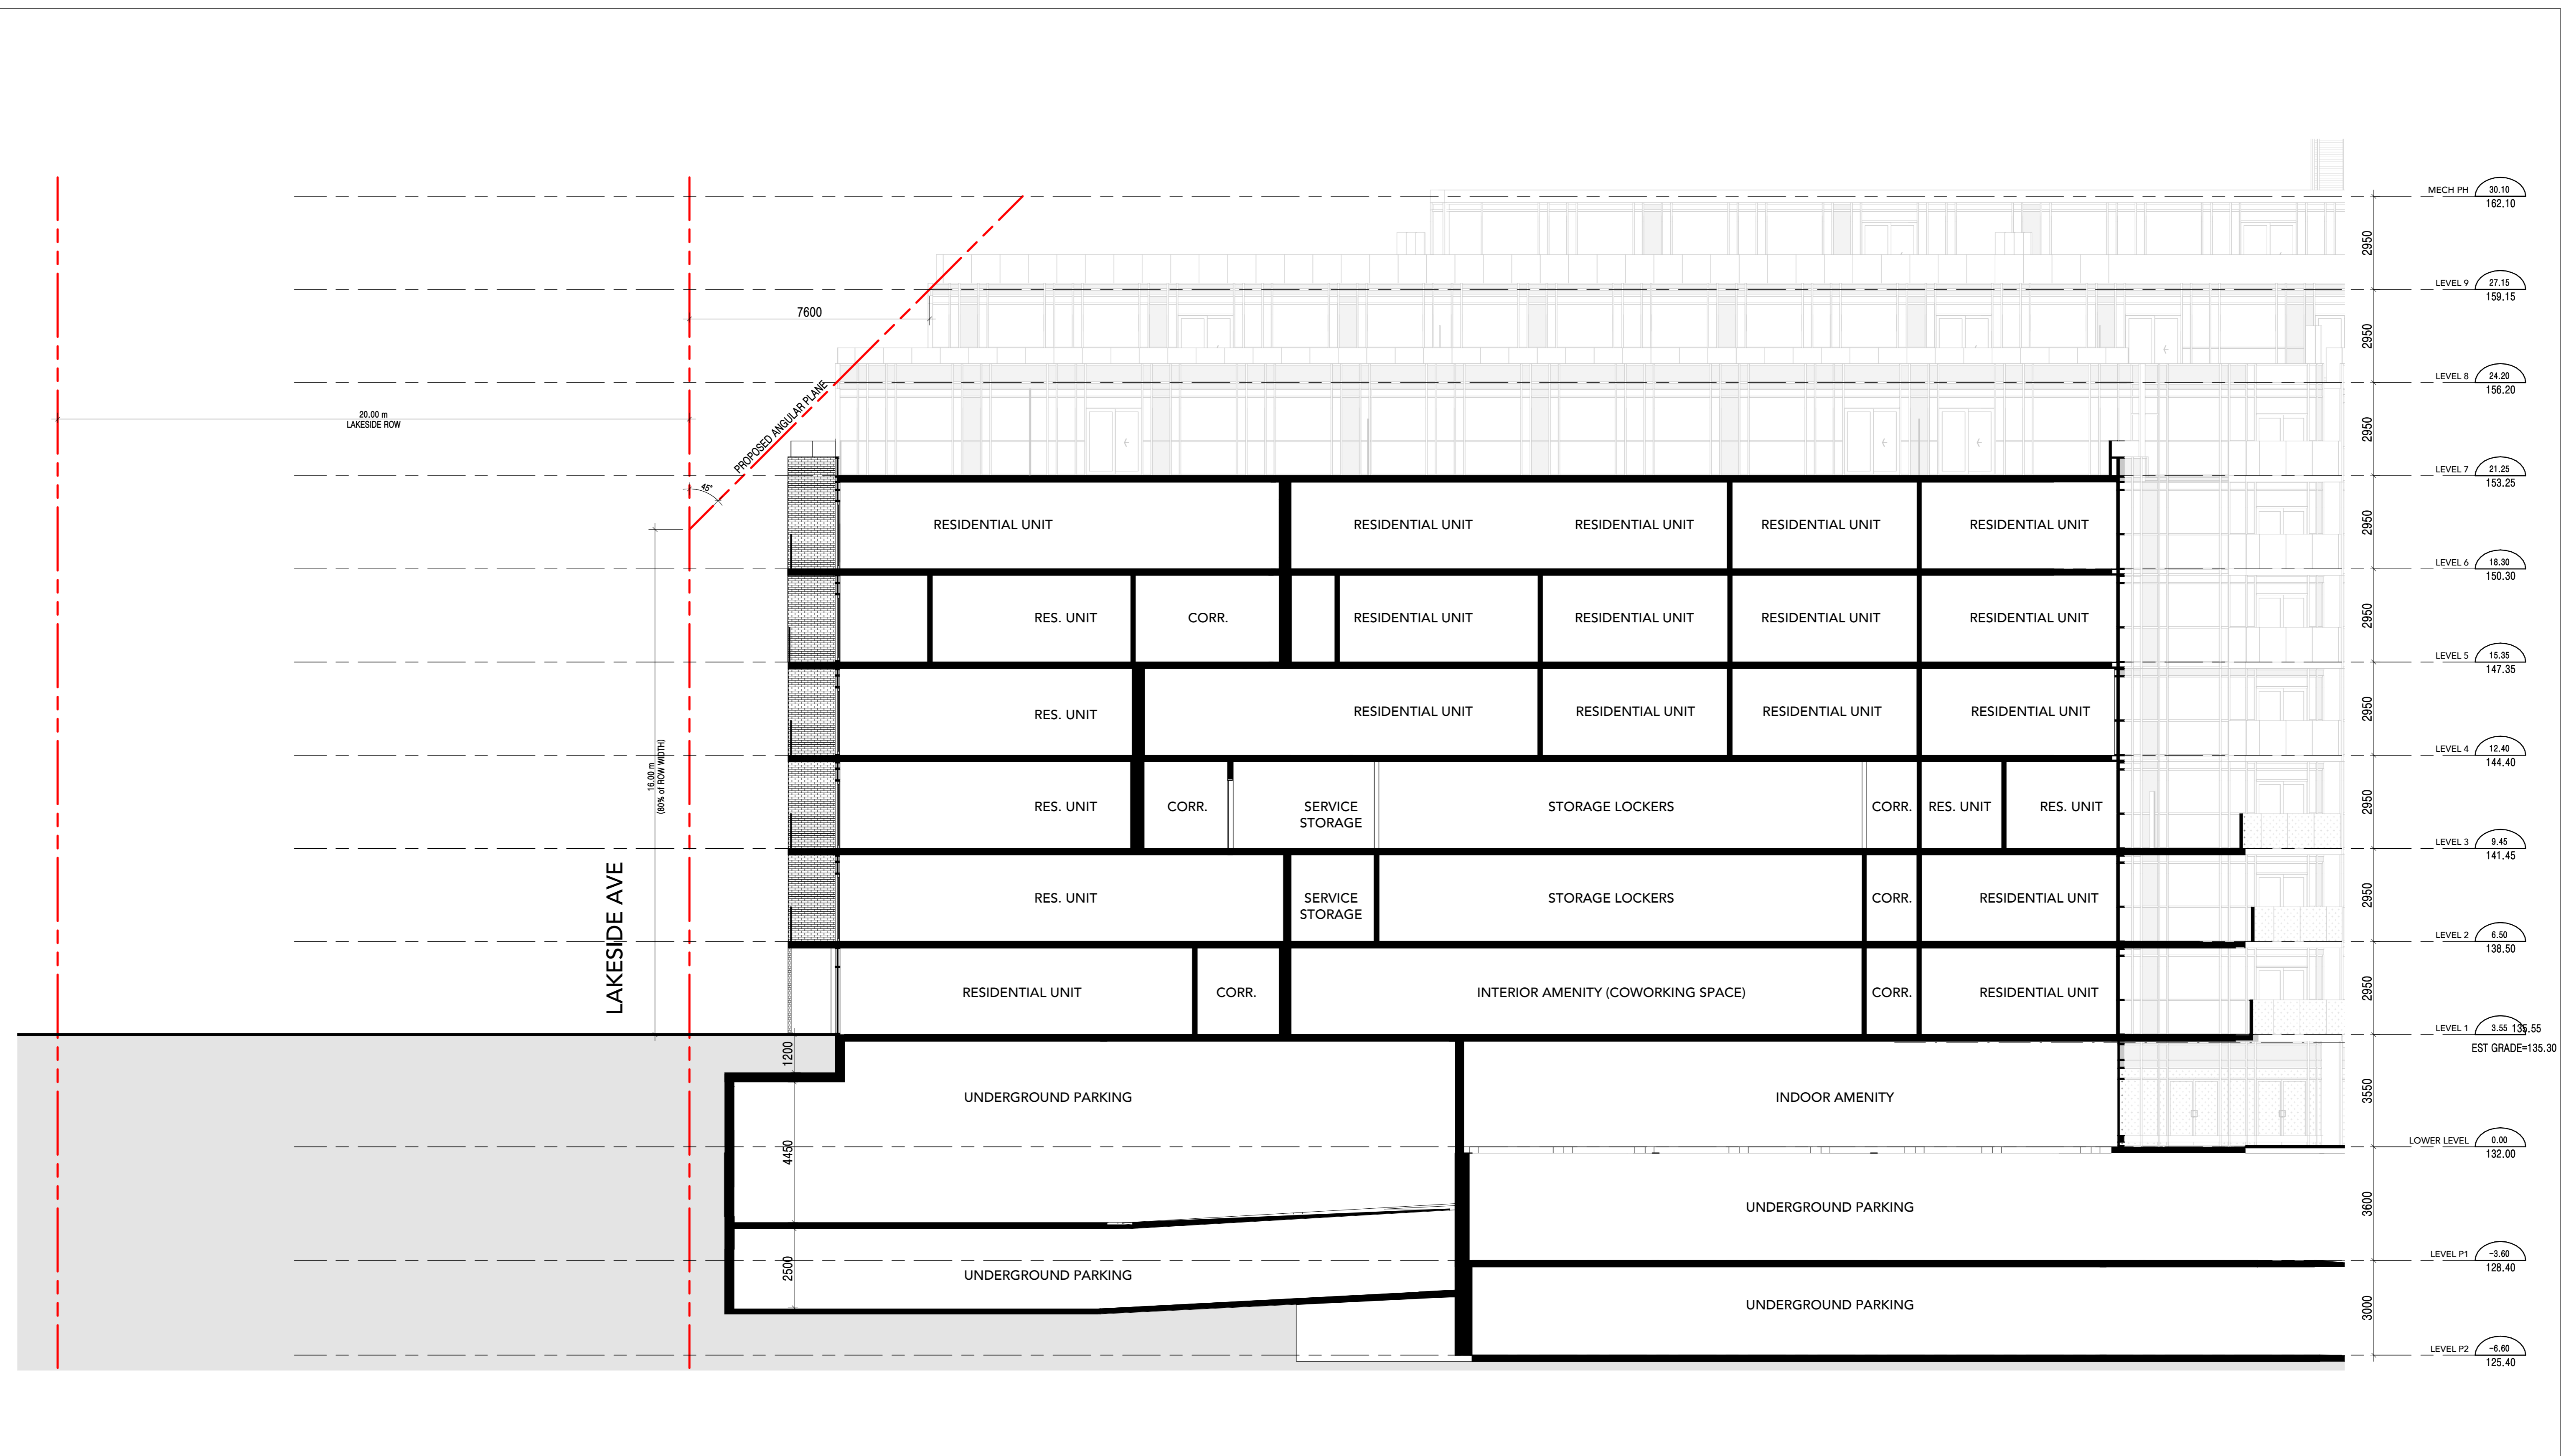 MECH PH 30.10
162.10
2950
LEVEL 9 27.15
159.15
7600
2950
LEVEL 8 24.20
156.20
PROPOSED ANGULAR PLANE
20.00 m
LAKESIDE ROW
2950
LEVEL 7 21.25
153.25
45°
RESIDENTIAL UNIT RESIDENTIAL UNIT RESIDENTIAL UNIT RESIDENTIAL UNIT RESIDENTIAL UNIT
2950
LEVEL 6 18.30
150.30
RES. UNIT CORR. RESIDENTIAL UNIT RESIDENTIAL UNIT RESIDENTIAL UNIT RESIDENTIAL UNIT
2950
LEVEL 5 15.35
147.35
RES. UNIT RESIDENTIAL UNIT RESIDENTIAL UNIT RESIDENTIAL UNIT RESIDENTIAL UNIT
2950
LEVEL 4 12.40
144.40
16.00 m
(80% of ROW WIDTH)
RES. UNIT CORR. SERVICE STORAGE STORAGE LOCKERS CORR. RES. UNIT RES. UNIT
2950
LEVEL 3 9.45
141.45
LAKESIDE AVE
RES. UNIT SERVICE STORAGE STORAGE LOCKERS CORR. RESIDENTIAL UNIT
2950
LEVEL 2 6.50
138.50
RESIDENTIAL UNIT CORR. INTERIOR AMENITY (COWORKING SPACE) CORR. RESIDENTIAL UNIT
2950
LEVEL 1 3.55 135.55
EST GRADE=135.30
1200
UNDERGROUND PARKING INDOOR AMENITY
3550
LOWER LEVEL 0.00
132.00
4450
UNDERGROUND PARKING
3600
LEVEL P1 -3.60
128.40
2500
UNDERGROUND PARKING
UNDERGROUND PARKING
3000
LEVEL P2 -6.60
125.40